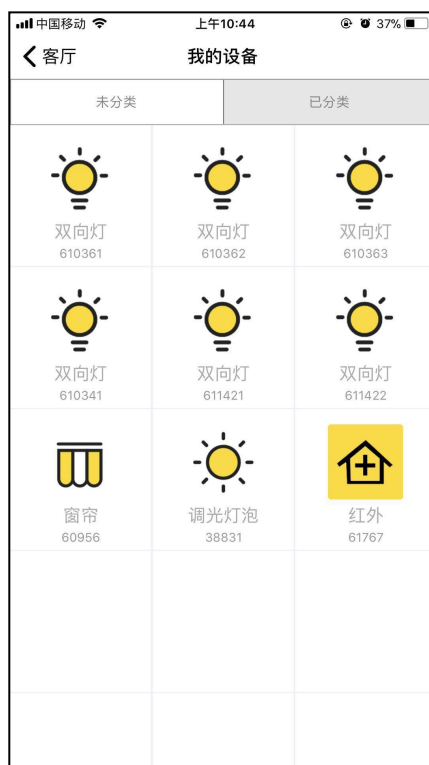 中国移动 上午10:44 37%
客厅 我的设备
未分类 已分类
双向灯 双向灯 双向灯
610361 610362 610363
双向灯 双向灯 双向灯
610341 611421 611422
窗帘 调光灯泡 红外
60956 38831 61767